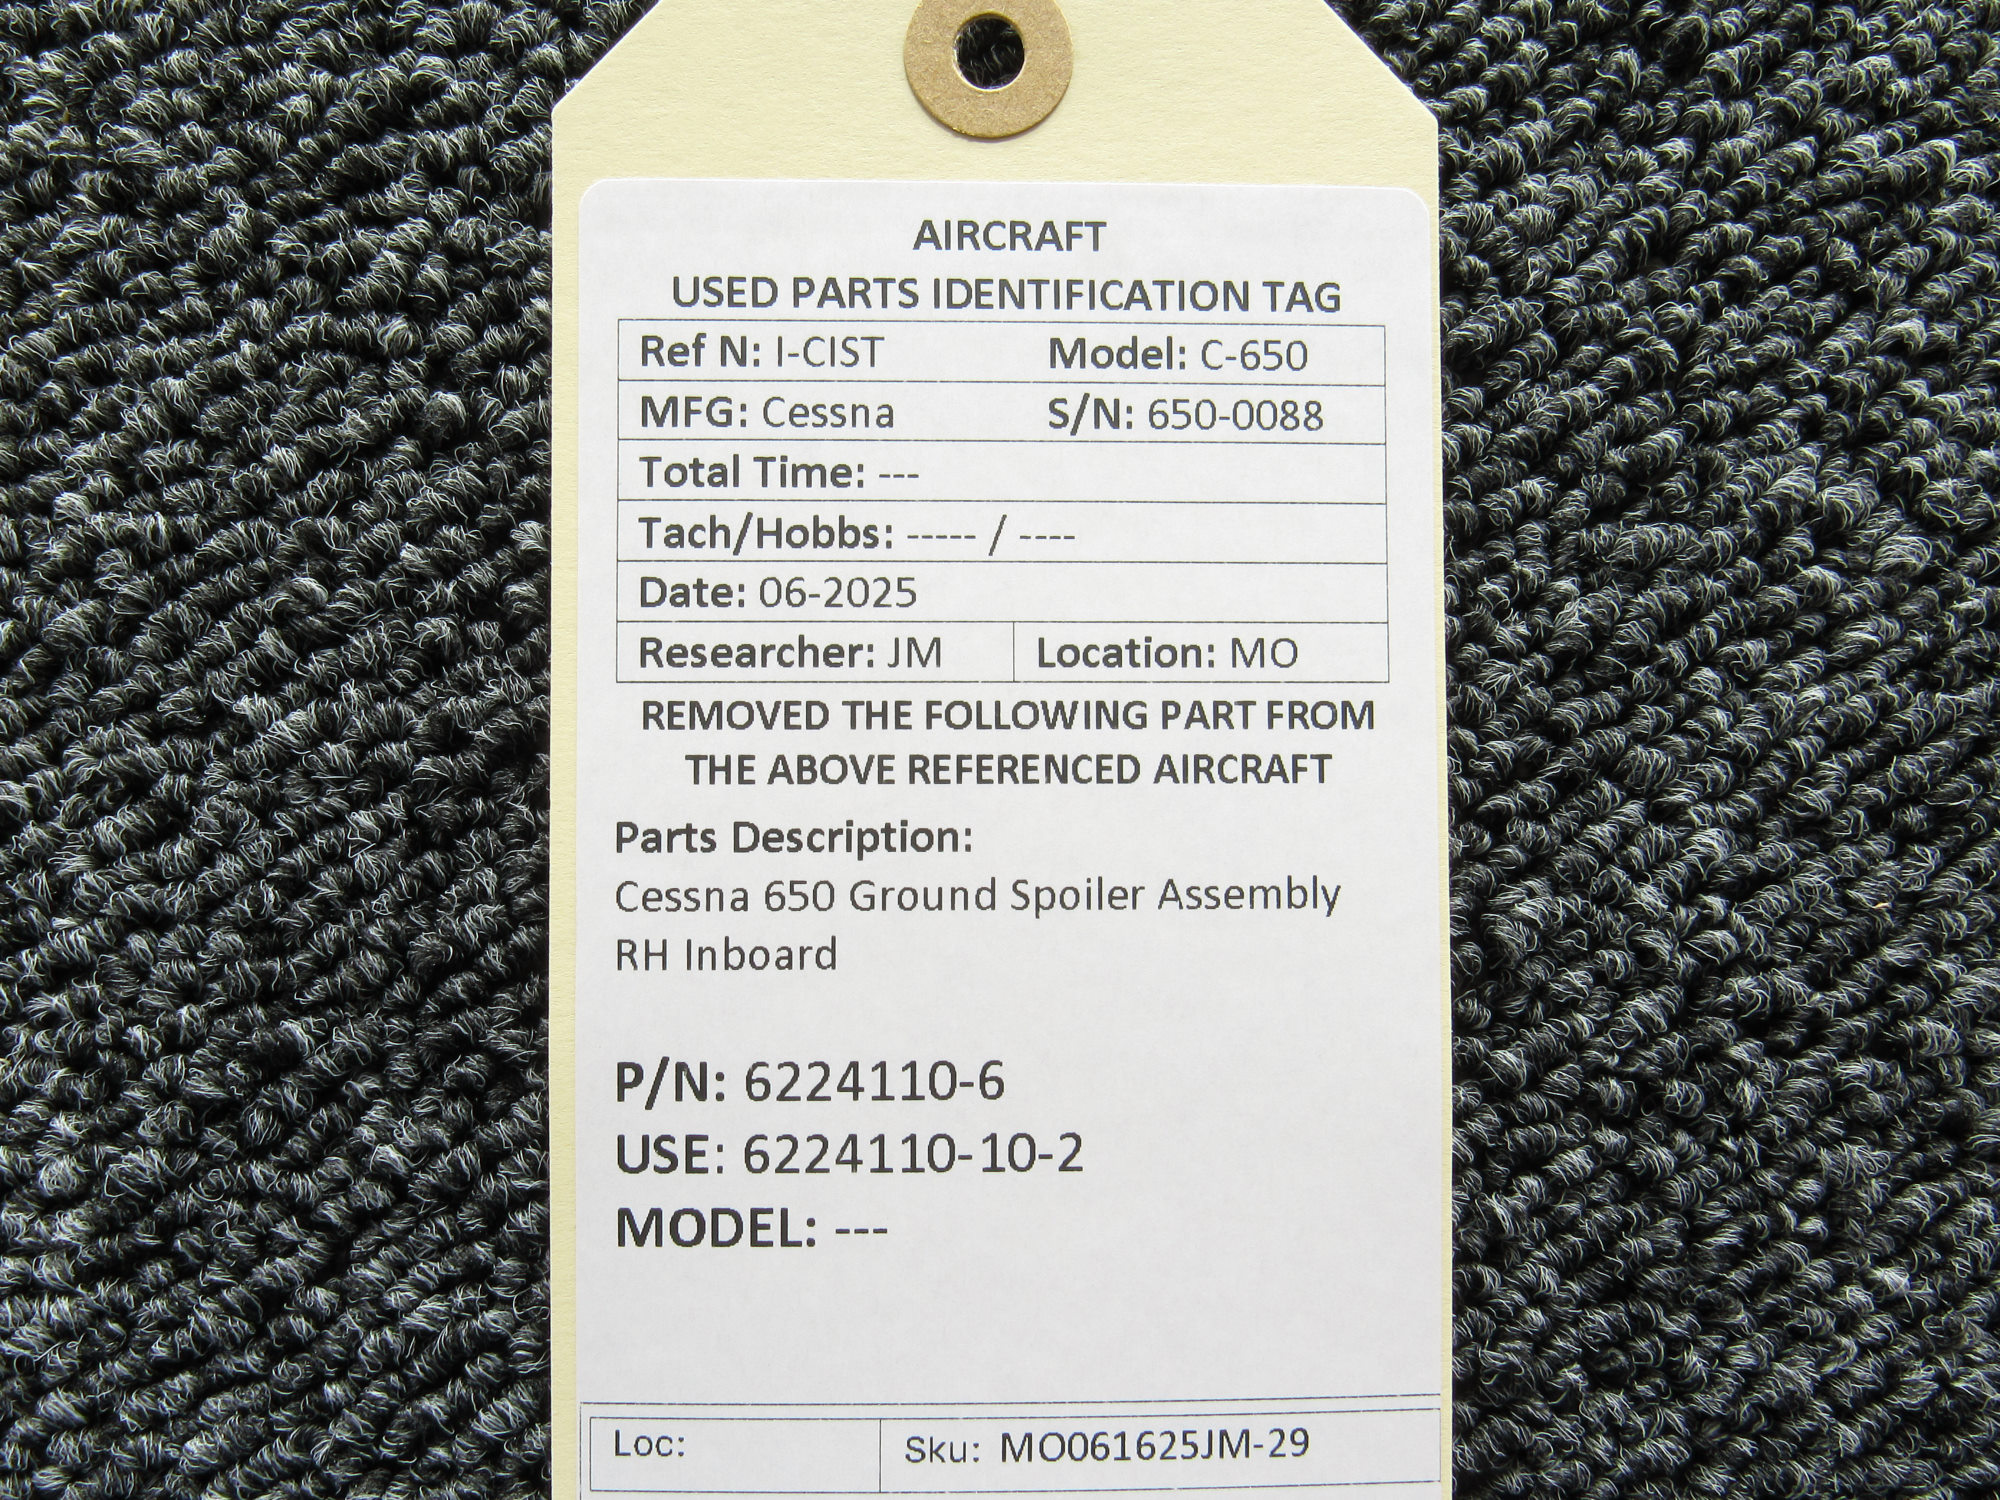 AIRCRAFT
USED PARTS IDENTIFICATION TAG
Ref N: I-CIST Model: C-650
MFG: Cessna S/N: 650-0088
Total Time: ---
Tach/Hobbs: ----- / ----
Date: 06-2025
Researcher: JM Location: MO
REMOVED THE FOLLOWING PART FROM
THE ABOVE REFERENCED AIRCRAFT
Parts Description:
Cessna 650 Ground Spoiler Assembly
RH Inboard
P/N: 6224110-6
USE: 6224110-10-2
MODEL: ---
Loc: Sku: MO061625JM-29